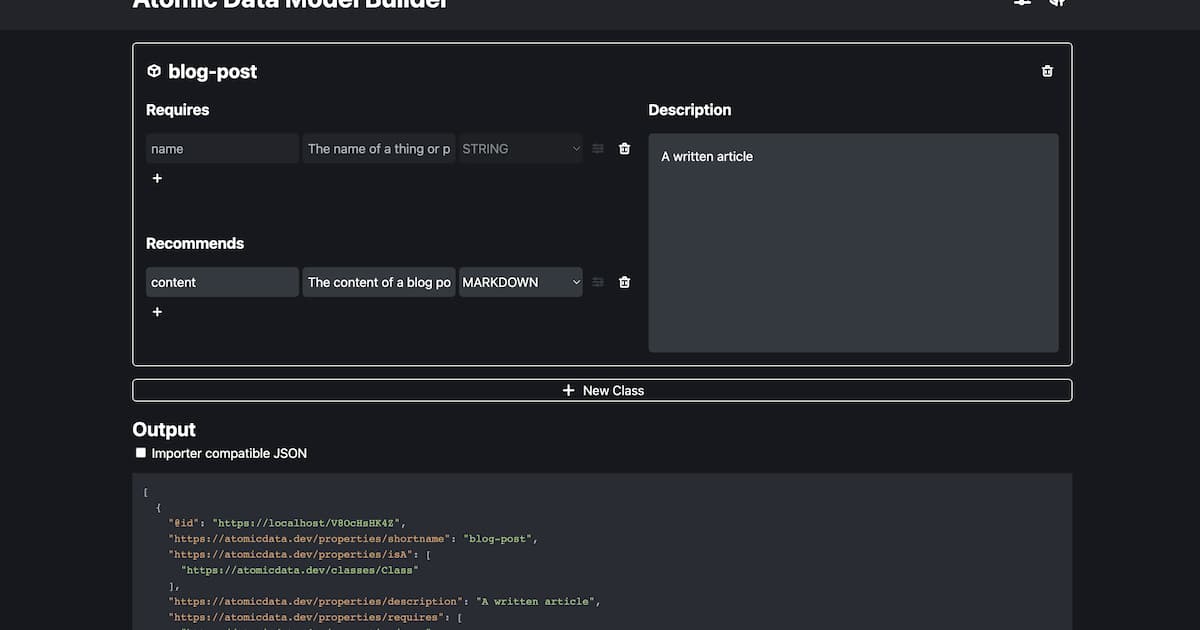 Atomic Data Model Builder
blog-post
Requires
name The name of a thing or p STRING
+
Recommends
content The content of a blog po MARKDOWN
+
Description
A written article
+ New Class
Output
Importer compatible JSON
[
{
"@id": "https://localhost/V8OcHsHK4Z",
"https://atomicdata.dev/properties/shortname": "blog-post",
"https://atomicdata.dev/properties/isA": [
"https://atomicdata.dev/classes/Class"
],
"https://atomicdata.dev/properties/description": "A written article",
"https://atomicdata.dev/properties/requires": [